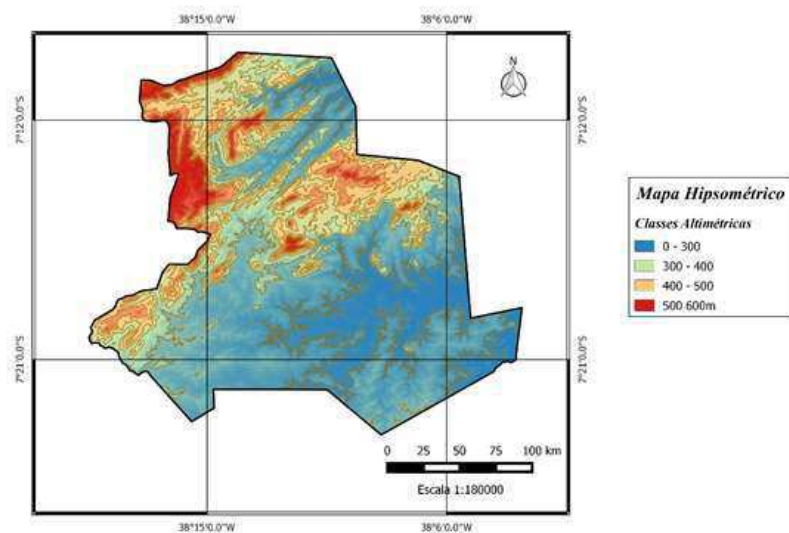 38°15'0.0"W 38°6'0.0"W
N
7°12'0.0"S 7°12'0.0"S
Mapa Hipsométrico
Classes Altimétricas
0 - 300
300 - 400
400 - 500
500 600m
7°21'0.0"S 7°21'0.0"S
0 25 50 75 100 km
Escala 1:180000
38°15'0.0"W 38°6'0.0"W